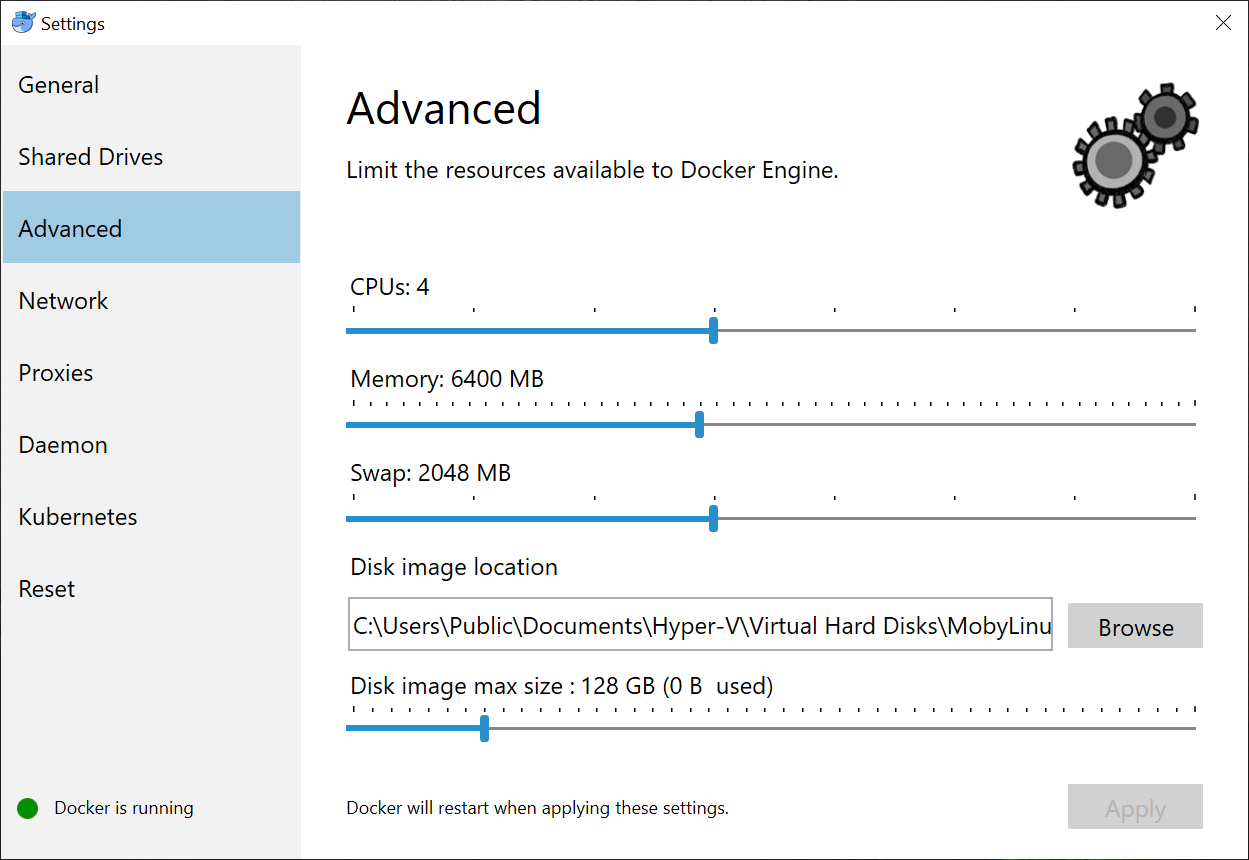 Settings
General
Shared Drives
Advanced
Network
Proxies
Daemon
Kubernetes
Reset
Docker is running
Advanced
Limit the resources available to Docker Engine.
CPUs: 4
Memory: 6400 MB
Swap: 2048 MB
Disk image location
C:\Users\Public\Documents\Hyper-V\Virtual Hard Disks\MobyLinu
Browse
Disk image max size : 128 GB (0 B  used)
Docker will restart when applying these settings.
Apply